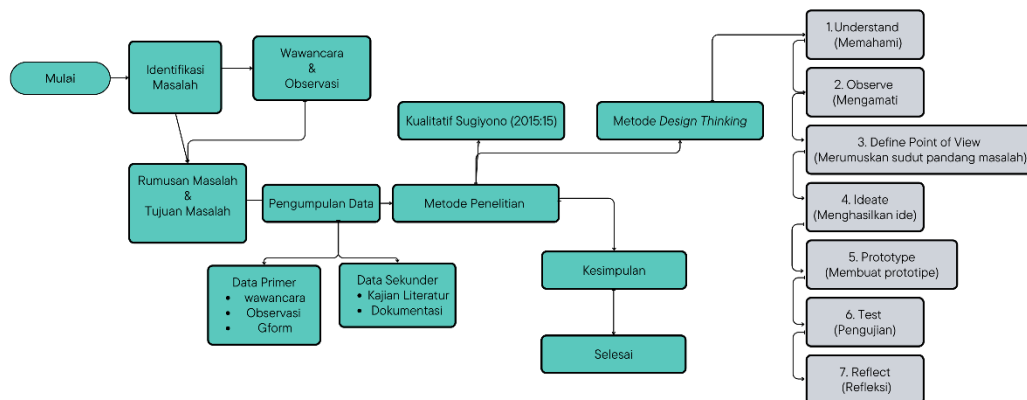 Mulai
Identifikasi
Masalah
Wawancara
&
Observasi
Rumusan Masalah
&
Tujuan Masalah
Pengumpulan Data
Data Primer
• wawancara
• Observasi
• Gform
Data Sekunder
• Kajian Literatur
• Dokumentasi
Metode Penelitian
Kualitatif Sugiyono (2015:15)
Metode Design Thinking
Kesimpulan
Selesai
1. Understand
(Memahami)
2. Observe
(Mengamati
3. Define Point of View
(Merumuskan sudut pandang masalah)
4. Ideate
(Menghasilkan ide)
5. Prototype
(Membuat prototipe)
6. Test
(Pengujian)
7. Reflect
(Refleksi)